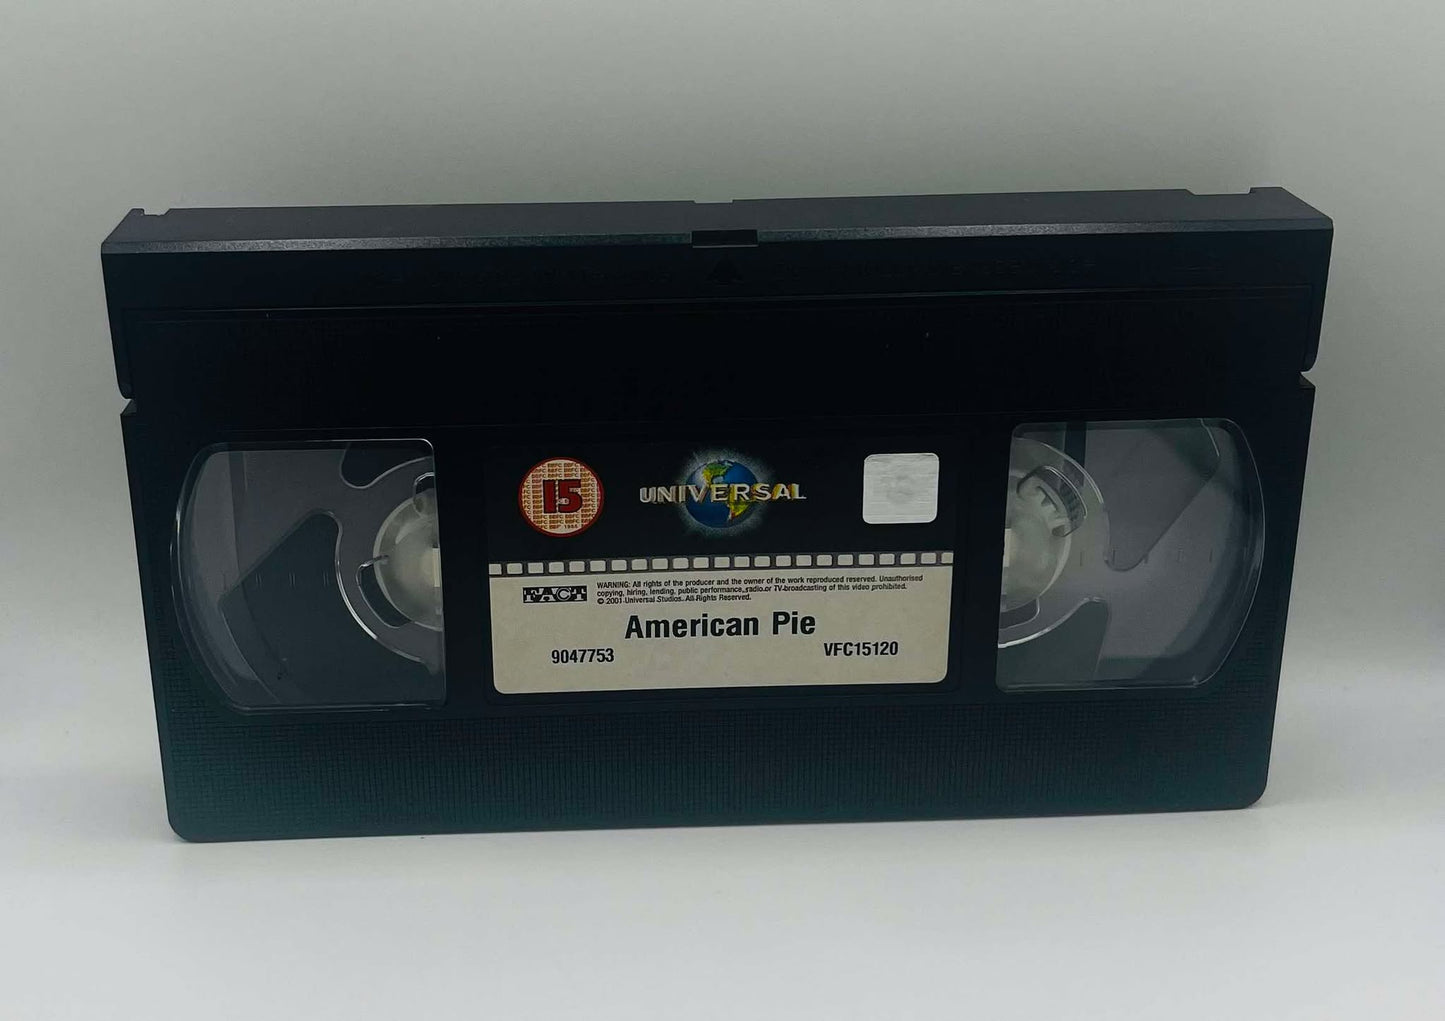 15
UNIVERSAL
FACT
WARNING: All rights of the producer and the owner of the work reproduced reserved. Unauthorised
copying, hiring, lending, public performance, radio or TV broadcasting of this video prohibited.
© 2001 Universal Studios. All Rights Reserved.
American Pie
9047753
VFC15120